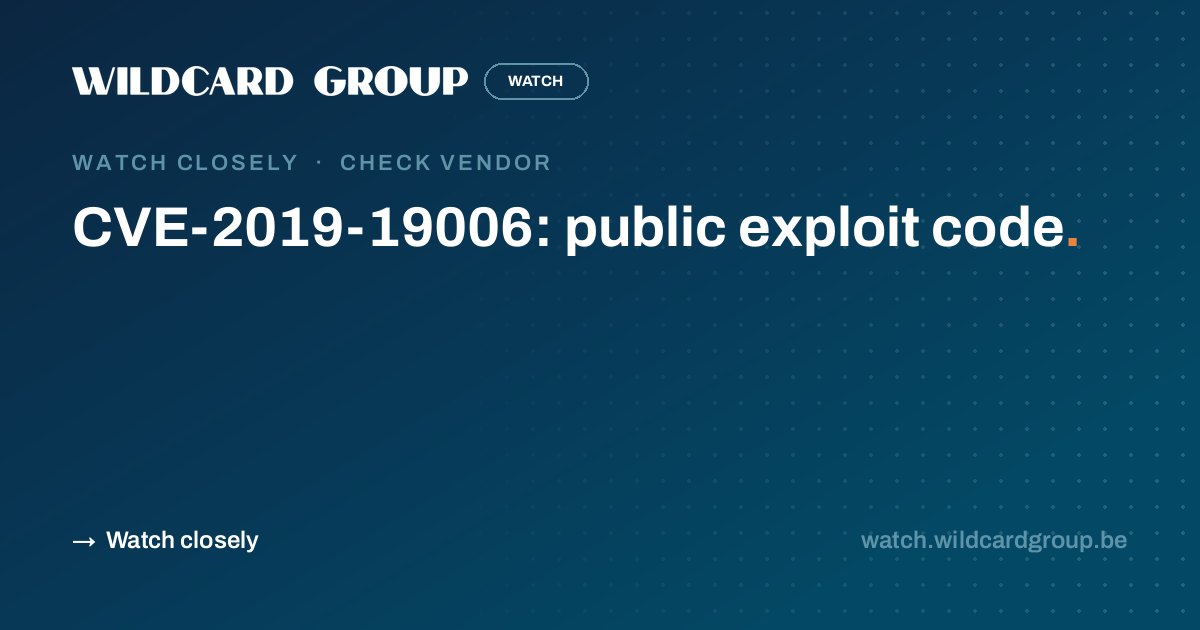 WILDCARD GROUP WATCH
WATCH CLOSELY · CHECK VENDOR
CVE-2019-19006: public exploit code.
→ Watch closely
watch.wildcardgroup.be